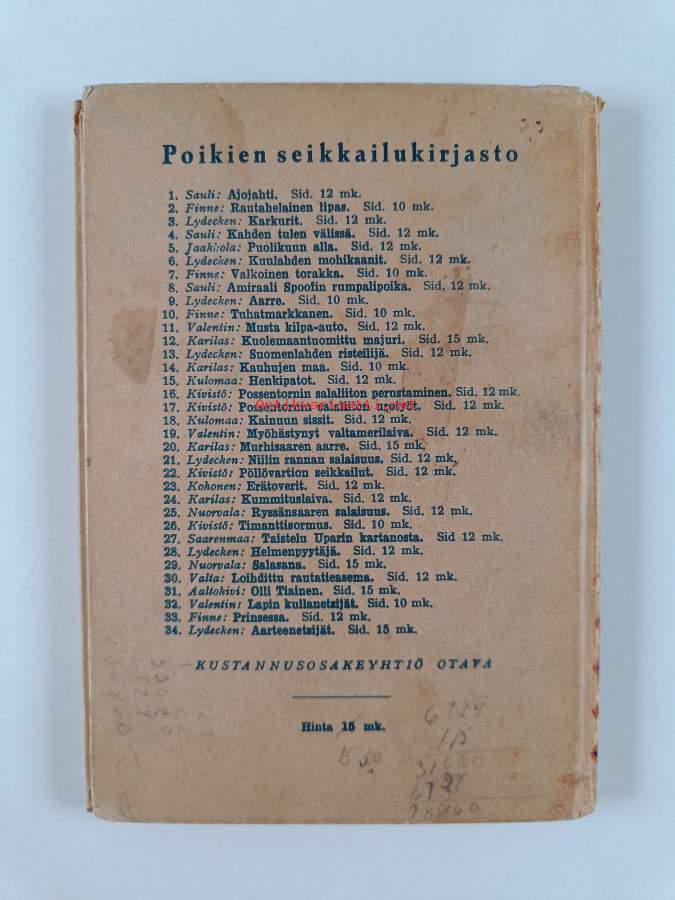 Poikien seikkailukirjasto
1. Sauli: Ajojahti. Sid. 12 mk.
2. Finne: Rautahelainen lipas. Sid. 10 mk.
3. Lydecken: Karkurit. Sid. 12 mk.
4. Sauli: Kahden tulen välissä. Sid. 12 mk.
5. Jaakkola: Puolikuun alla. Sid. 12 mk.
6. Lydecken: Kuulahden mohikaanit. Sid. 12 mk.
7. Finne: Valkoinen torakka. Sid. 10 mk.
8. Sauli: Amiraali Spoofin rumpalipoika. Sid. 12 mk.
9. Lydecken: Aarre. Sid. 10 mk.
10. Finne: Tuhatmarkkanen. Sid. 10 mk.
11. Valentin: Musta kilpa-auto. Sid. 12 mk.
12. Karilas: Kuolemaantuomittu majuri. Sid. 15 mk.
13. Lydecken: Suomenlahden risteilijä. Sid. 12 mk.
14. Karilas: Kauhujen maa. Sid. 10 mk.
15. Kulomaa: Henkipatot. Sid. 12 mk.
16. Kivistö: Possentornin salaliiton perustaminen. Sid. 12 mk.
17. Kivistö: Possentornin salaliiton urotyöt. Sid. 12 mk.
18. Kulomaa: Kainuun sissit. Sid. 12 mk.
19. Valentin: Myöhästynyt valtamerilaiva. Sid. 12 mk.
20. Karilas: Murhisaaren aarre. Sid. 15 mk.
21. Lydecken: Niilin rannan salaisuus. Sid. 12 mk.
22. Kivistö: Pöllövartion seikkailut. Sid. 12 mk.
23. Kohonen: Erätoverit. Sid. 12 mk.
24. Karilas: Kummituslaiva. Sid. 12 mk.
25. Nuorvala: Ryssänsaaren salaisuus. Sid. 12 mk.
26. Kivistö: Timanttisormus. Sid. 10 mk.
27. Saarenmaa: Taistelu Uparin kartanosta. Sid 12 mk.
28. Lydecken: Helmenpyytäjä. Sid. 12 mk.
29. Nuorvala: Salasana. Sid. 15 mk.
30. Valta: Loihdittu rautatieasema. Sid. 12 mk.
31. Aaltokivi: Olli Tiainen. Sid. 15 mk.
32. Valentin: Lapin kullanetsijät. Sid. 10 mk.
33. Finne: Prinsessa. Sid. 12 mk.
34. Lydecken: Aarteenetsijät. Sid. 15 mk.
KUSTANNUSOSAKEYHTIÖ OTAVA
Hinta 15 mk.